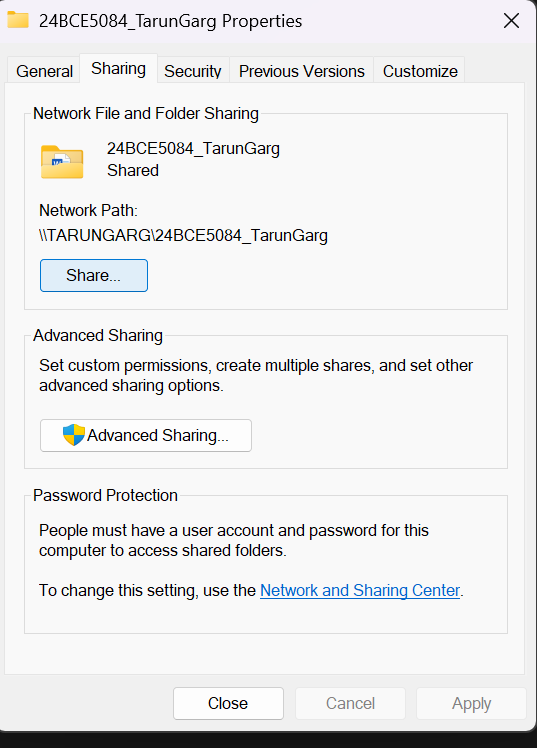 24BCE5084_TarunGarg Properties
General
Sharing
Security
Previous Versions
Customize
Network File and Folder Sharing
24BCE5084_TarunGarg
Shared
Network Path:
\\TARUNGARG\24BCE5084_TarunGarg
Share...
Advanced Sharing
Set custom permissions, create multiple shares, and set other
advanced sharing options.
Advanced Sharing...
Password Protection
People must have a user account and password for this
computer to access shared folders.
To change this setting, use the Network and Sharing Center.
Close
Cancel
Apply